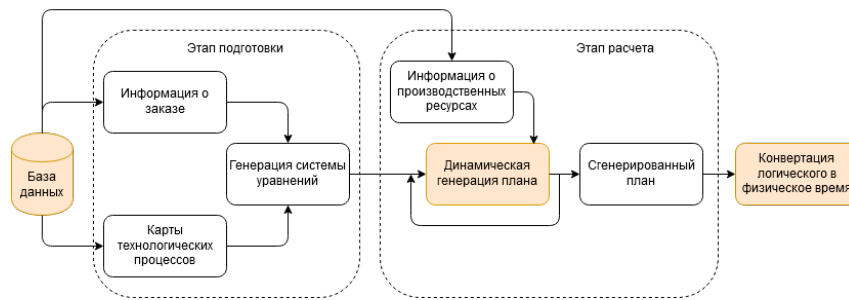 Этап подготовки
Этап расчета
Информация о
заказе
Информация о
производственных
ресурсах
База
данных
Генерация системы
уравнений
Динамическая
генерация плана
Сгенерированный
план
Конвертация
логического в
физическое время
Карты
технологических
процессов